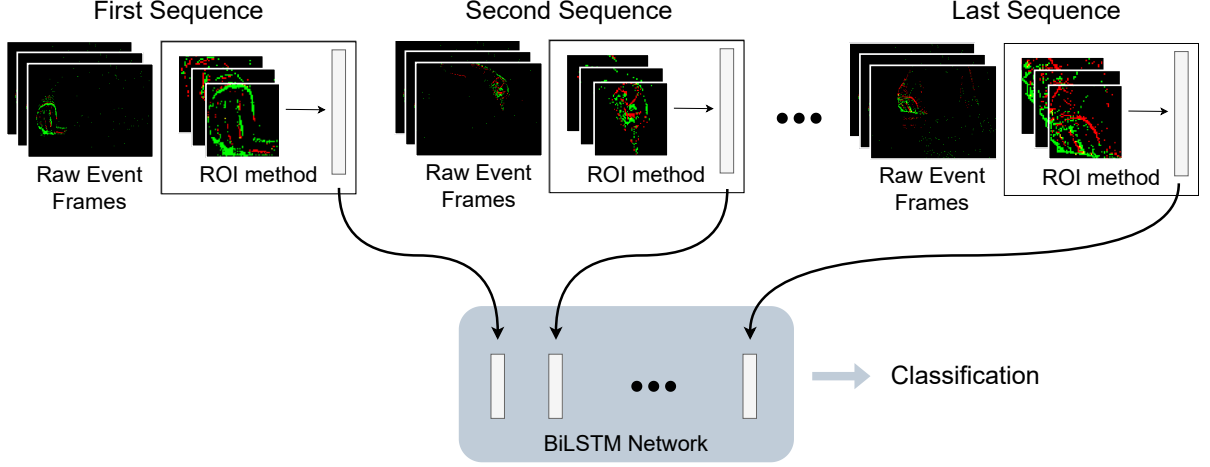 First Sequence
Second Sequence
Last Sequence
Raw Event
Frames
ROI method
Raw Event
Frames
ROI method
Raw Event
Frames
ROI method
BiLSTM Network
Classification